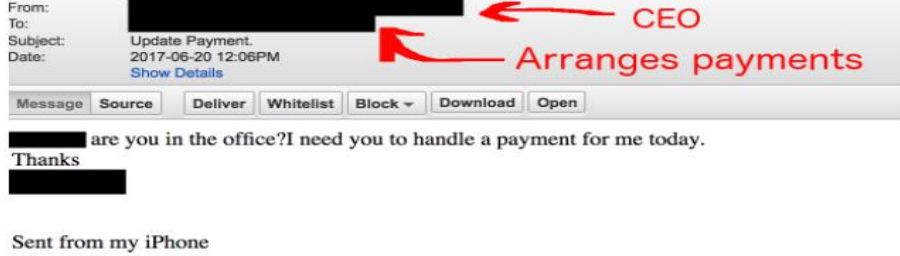 From:
CEO
To:
Subject: Update Payment.
Arranges payments
Date: 2017-06-20 12:06PM
Show Details
Message Source Deliver Whitelist Block Download Open
are you in the office?I need you to handle a payment for me today.
Thanks
Sent from my iPhone